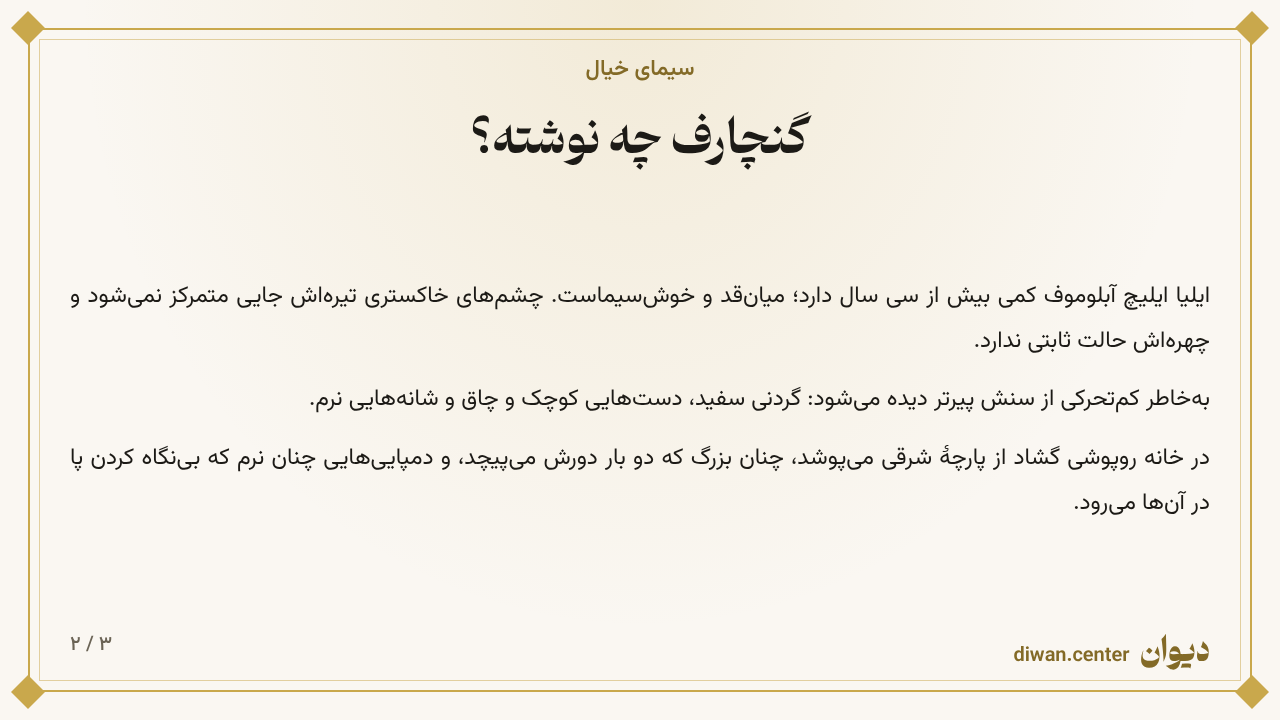 سیمای خیال
گنچارف چه نوشته؟
ایلیا ایلیچ آبلوموف کمی بیش از سی سال دارد؛ میان‌قد و خوش‌سیماست. چشم‌های خاکستری تیره‌اش جایی متمرکز نمی‌شود و
چهره‌اش حالت ثابتی ندارد.
به‌خاطر کم‌تحرکی از سنش پیرتر دیده می‌شود: گردنی سفید، دست‌هایی کوچک و چاق و شانه‌هایی نرم.
در خانه روپوشی گشاد از پارچهٔ شرقی می‌پوشد، چنان بزرگ که دو بار دورش می‌پیچد، و دمپایی‌هایی چنان نرم که بی‌نگاه کردن پا
در آن‌ها می‌رود.
دیوان diwan.center
۲ / ۳